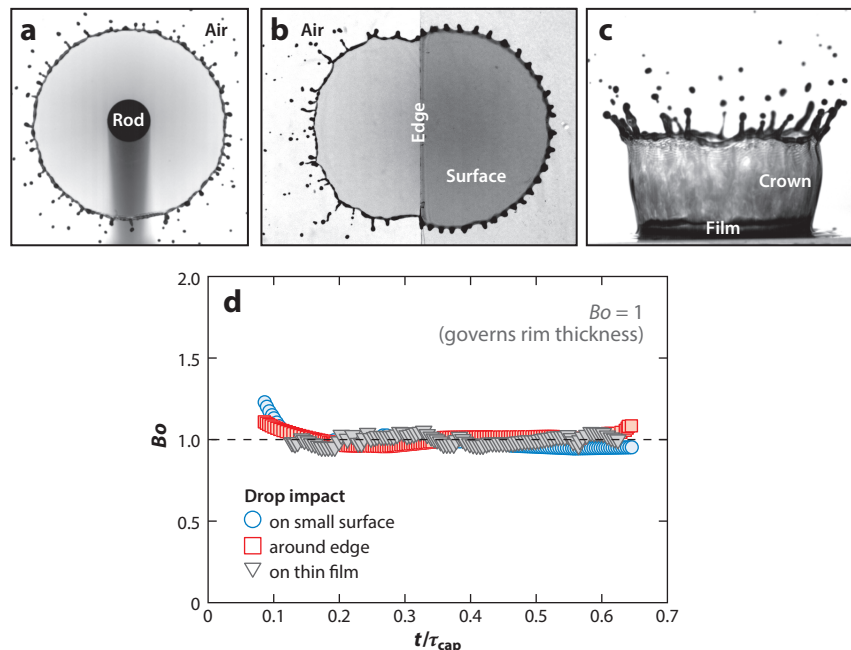 a
Air
Rod
b
Air
Edge
Surface
c
Crown
Film
d
Bo = 1
(governs rim thickness)
2.0
1.5
1.0
0.5
0
Bo
Drop impact
on small surface
around edge
on thin film
0
0.1
0.2
0.3
0.4
0.5
0.6
0.7
t/τcap